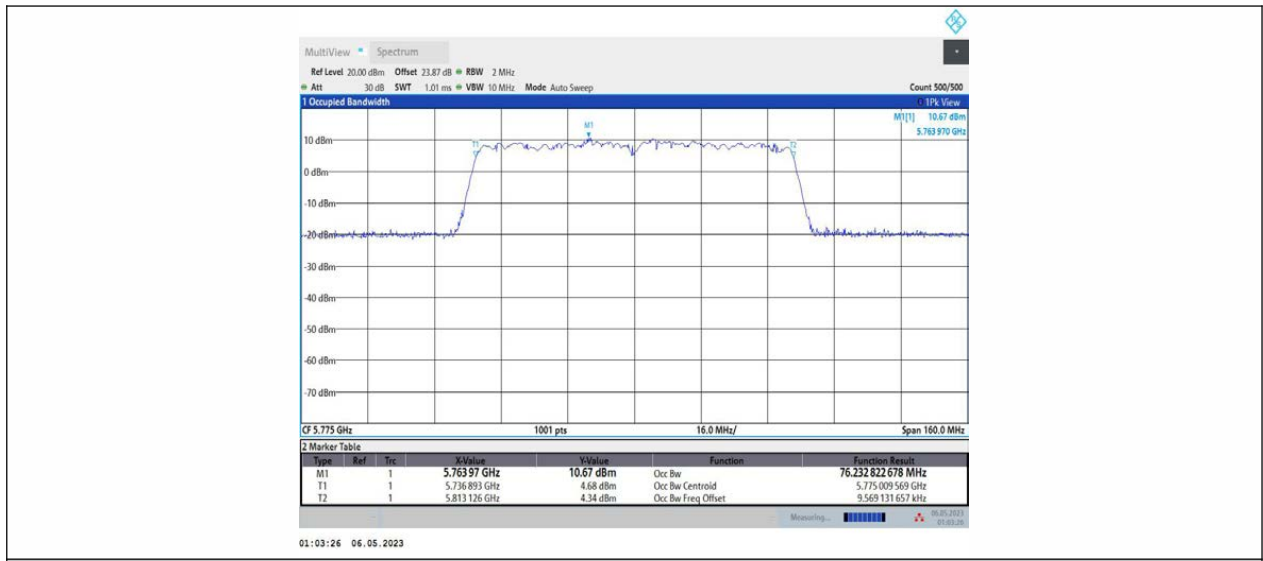 MultiView Spectrum
Ref Level 20.00 dBm Offset 23.87 dB RBW 2 MHz
Att 30 dB SWT 1.01 ms VBW 10 MHz Mode Auto Sweep Count 500/500
1 Occupied Bandwidth 1Pk View
M1[1] 10.67 dBm
5.763 970 GHz
M1
10 dBm
T1
T2
0 dBm
-10 dBm
-20 dBm
-30 dBm
-40 dBm
-50 dBm
-60 dBm
-70 dBm
CF 5.775 GHz 1001 pts 16.0 MHz/ Span 160.0 MHz
2 Marker Table
Type Ref Trc X-Value Y-Value Function Function Result
M1 1 5.763 97 GHz 10.67 dBm Occ Bw 76.232 822 678 MHz
T1 1 5.736 893 GHz 4.68 dBm Occ Bw Centroid 5.775 009 569 GHz
T2 1 5.813 126 GHz 4.34 dBm Occ Bw Freq Offset 9.569 131 657 kHz
Measuring... 06.05.2023
01:03:26
01:03:26 06.05.2023